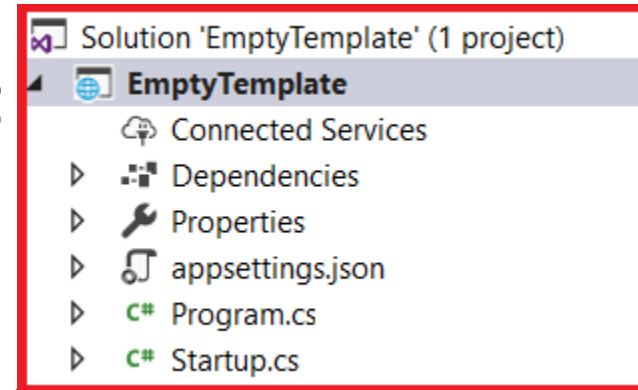 Solution 'EmptyTemplate' (1 project)
EmptyTemplate
Connected Services
Dependencies
Properties
appsettings.json
C# Program.cs
C# Startup.cs